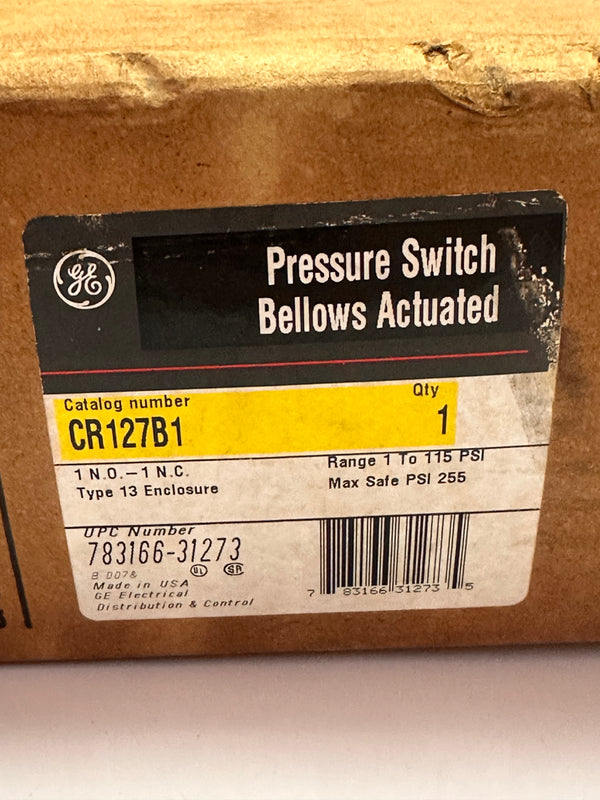 GE
Pressure Switch
Bellows Actuated
Catalog number
Qty
CR127B1
1
1 N.O.–1 N.C.
Range 1 To 115 PSI
Type 13 Enclosure
Max Safe PSI 255
UPC Number
783166-31273
UL
Made in USA
GE Electrical
Distribution & Control
7 83166 31273 5